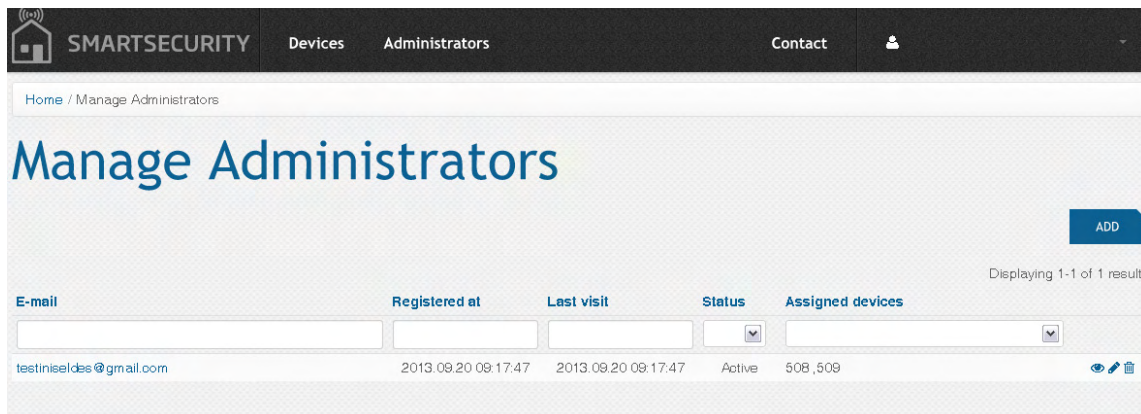 SMARTSECURITY Devices Administrators Contact
Home / Manage Administrators
Manage Administrators
ADD
Displaying 1-1 of 1 result
E-mail Registered at Last visit Status Assigned devices
testiniseldes@gmail.com 2013.09.20 09:17:47 2013.09.20 09:17:47 Active 508 ,509